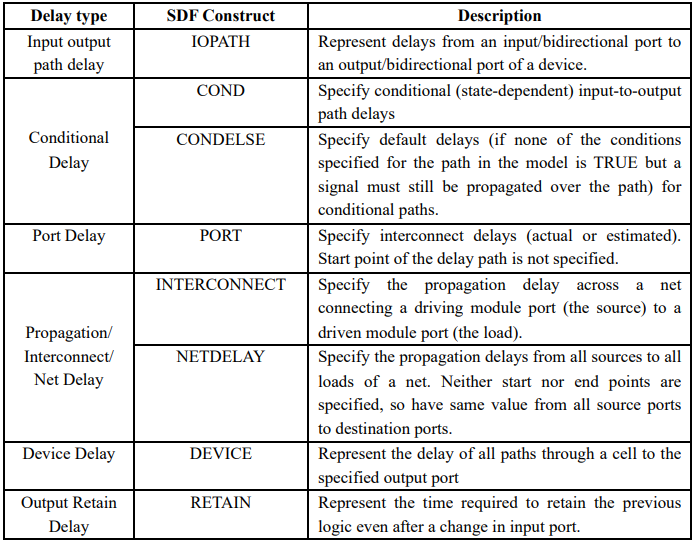 Delay type SDF Construct Description
Input output
path delay
IOPATH
Represent delays from an input/bidirectional port to
an output/bidirectional port of a device.
Conditional
Delay
COND
Specify conditional (state-dependent) input-to-output
path delays
CONDELSE
Specify default delays (if none of the conditions
specified for the path in the model is TRUE but a
signal must still be propagated over the path) for
conditional paths.
Port Delay
PORT
Specify interconnect delays (actual or estimated).
Start point of the delay path is not specified.
Propagation/
Interconnect/
Net Delay
INTERCONNECT
Specify the propagation delay across a net
connecting a driving module port (the source) to a
driven module port (the load).
NETDELAY
Specify the propagation delays from all sources to all
loads of a net. Neither start nor end points are
specified, so have same value from all source ports
to destination ports.
Device Delay
DEVICE
Represent the delay of all paths through a cell to the
specified output port
Output Retain
Delay
RETAIN
Represent the time required to retain the previous
logic even after a change in input port.